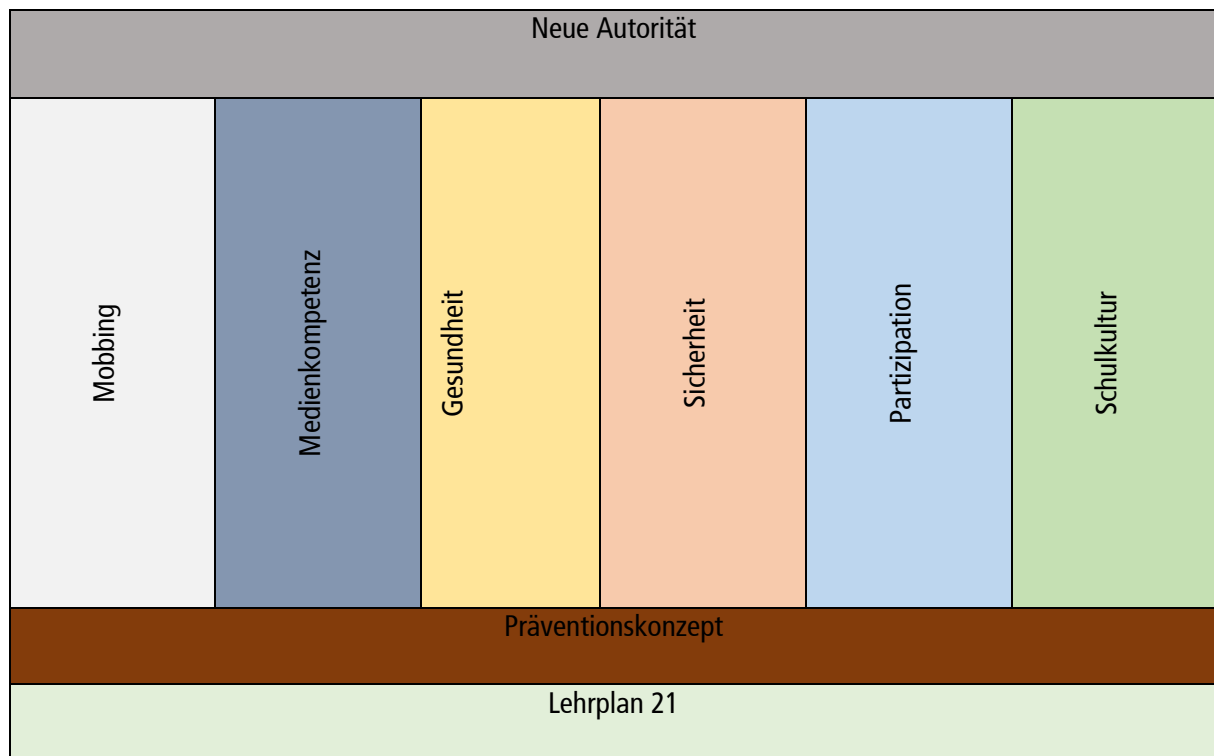 Neue Autorität
Mobbing
Medienkompetenz
Gesundheit
Sicherheit
Partizipation
Schulkultur
Präventionskonzept
Lehrplan 21